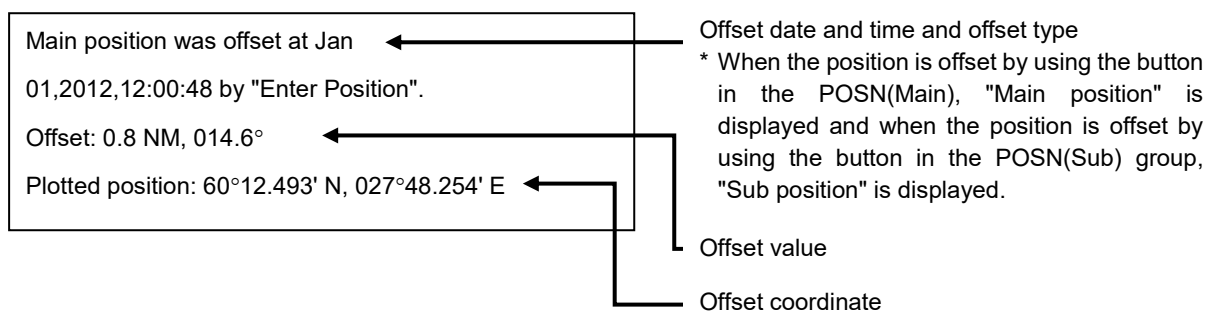 Main position was offset at Jan
01,2012,12:00:48 by "Enter Position".
Offset: 0.8 NM, 014.6°
Plotted position: 60°12.493' N, 027°48.254' E
Offset date and time and offset type
* When the position is offset by using the button
in the POSN(Main), "Main position" is
displayed and when the position is offset by
using the button in the POSN(Sub) group,
"Sub position" is displayed.
Offset value
Offset coordinate